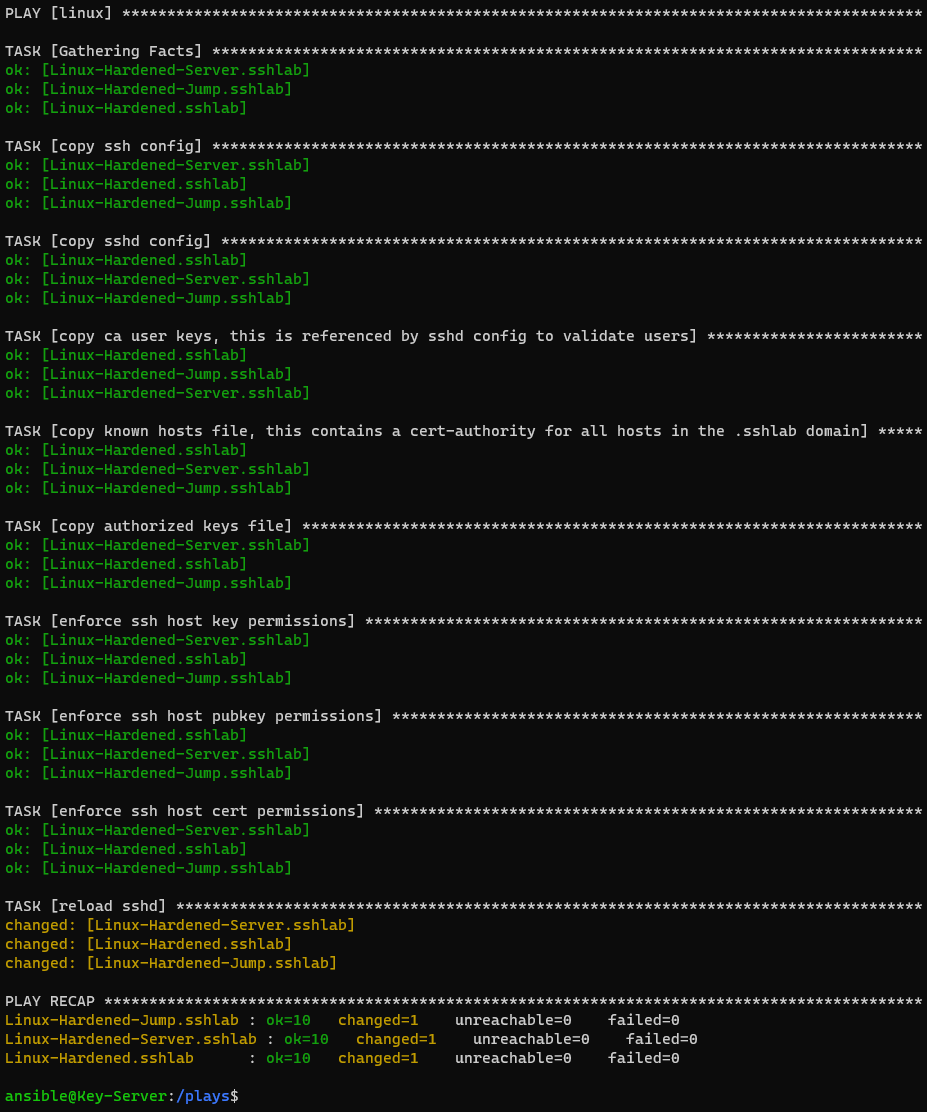 PLAY [linux] *****************************************************************************************
TASK [Gathering Facts] *******************************************************************************
ok: [Linux-Hardened-Server.sshlab]
ok: [Linux-Hardened-Jump.sshlab]
ok: [Linux-Hardened.sshlab]
TASK [copy ssh config] *******************************************************************************
ok: [Linux-Hardened-Server.sshlab]
ok: [Linux-Hardened.sshlab]
ok: [Linux-Hardened-Jump.sshlab]
TASK [copy sshd config] ******************************************************************************
ok: [Linux-Hardened.sshlab]
ok: [Linux-Hardened-Server.sshlab]
ok: [Linux-Hardened-Jump.sshlab]
TASK [copy ca user keys, this is referenced by sshd config to validate users] ************************
ok: [Linux-Hardened.sshlab]
ok: [Linux-Hardened-Jump.sshlab]
ok: [Linux-Hardened-Server.sshlab]
TASK [copy known hosts file, this contains a cert-authority for all hosts in the .sshlab domain] *****
ok: [Linux-Hardened.sshlab]
ok: [Linux-Hardened-Server.sshlab]
ok: [Linux-Hardened-Jump.sshlab]
TASK [copy authorized keys file] *********************************************************************
ok: [Linux-Hardened-Server.sshlab]
ok: [Linux-Hardened.sshlab]
ok: [Linux-Hardened-Jump.sshlab]
TASK [enforce ssh host key permissions] **************************************************************
ok: [Linux-Hardened-Server.sshlab]
ok: [Linux-Hardened.sshlab]
ok: [Linux-Hardened-Jump.sshlab]
TASK [enforce ssh host pubkey permissions] ***********************************************************
ok: [Linux-Hardened.sshlab]
ok: [Linux-Hardened-Server.sshlab]
ok: [Linux-Hardened-Jump.sshlab]
TASK [enforce ssh host cert permissions] *************************************************************
ok: [Linux-Hardened-Server.sshlab]
ok: [Linux-Hardened.sshlab]
ok: [Linux-Hardened-Jump.sshlab]
TASK [reload sshd] ***********************************************************************************
changed: [Linux-Hardened-Server.sshlab]
changed: [Linux-Hardened.sshlab]
changed: [Linux-Hardened-Jump.sshlab]
PLAY RECAP *******************************************************************************************
Linux-Hardened-Jump.sshlab : ok=10   changed=1    unreachable=0    failed=0
Linux-Hardened-Server.sshlab : ok=10   changed=1    unreachable=0    failed=0
Linux-Hardened.sshlab      : ok=10   changed=1    unreachable=0    failed=0
ansible@Key-Server:/plays$